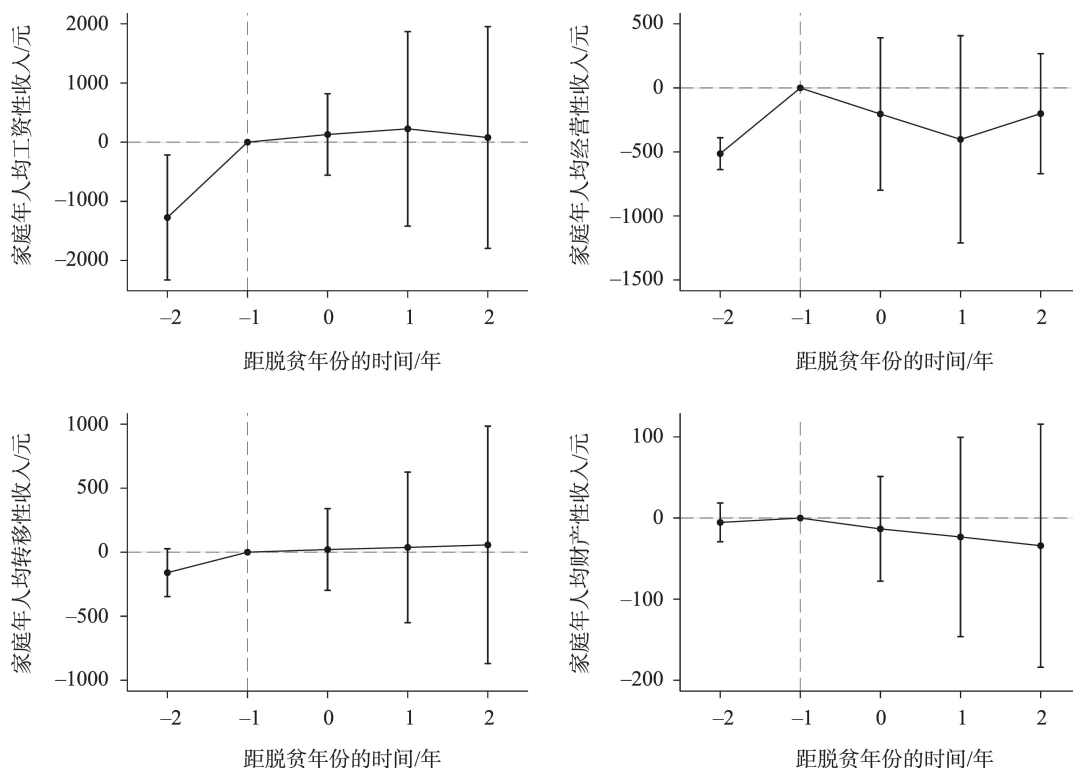 家庭年人均工资性收入/元
2000
1000
0
–1000
–2000
–2 –1 0 1 2
距脱贫年份的时间/年
家庭年人均经营性收入/元
500
0
–500
–1000
–1500
–2 –1 0 1 2
距脱贫年份的时间/年
家庭年人均转移性收入/元
1000
500
0
–500
–1000
–2 –1 0 1 2
距脱贫年份的时间/年
家庭年人均财产性收入/元
100
0
–100
–200
–2 –1 0 1 2
距脱贫年份的时间/年